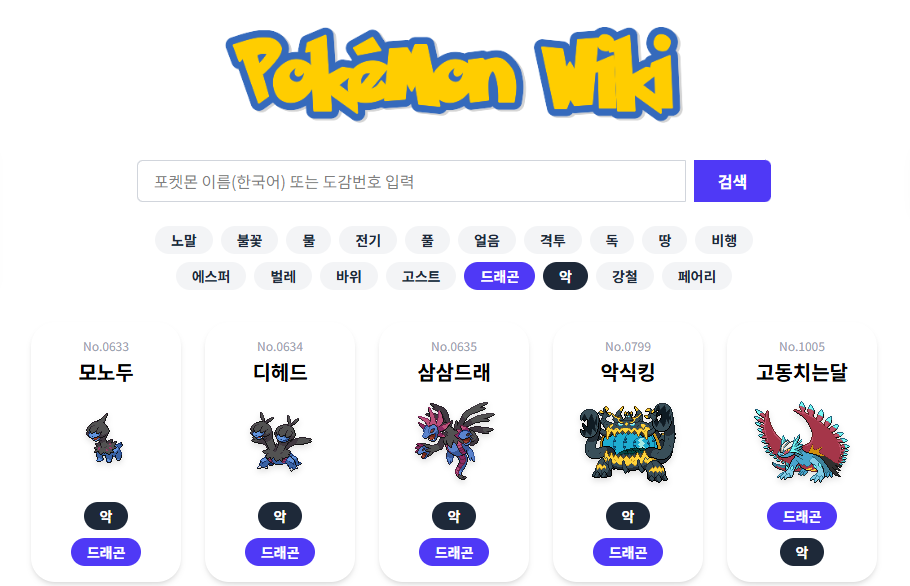 Pokémon Wiki
포켓몬 이름(한국어) 또는 도감번호 입력 검색
노말 불꽃 물 전기 풀 얼음 격투 독 땅 비행
에스퍼 벌레 바위 고스트 드래곤 악 강철 페어리
No.0633 No.0634 No.0635 No.0799 No.1005
모노두 디헤드 삼삼드래 악식킹 고동치는달
악 악 악 악 드래곤
드래곤 드래곤 드래곤 드래곤 악